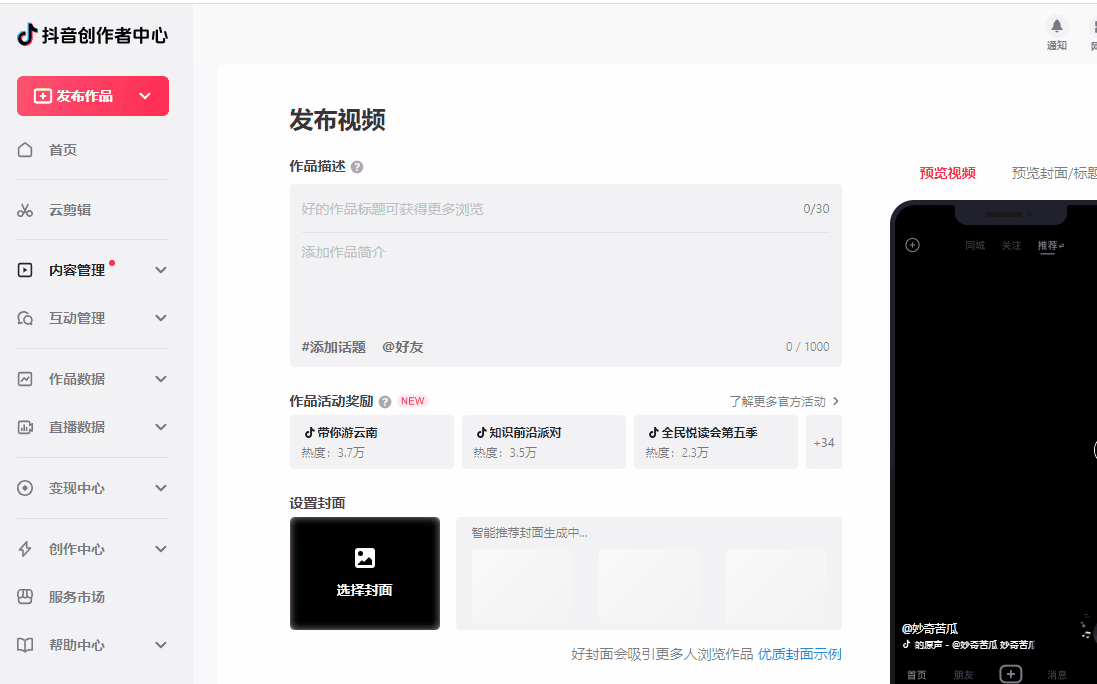 抖音创作者中心
发布作品
首页
云剪辑
内容管理
互动管理
作品数据
直播数据
变现中心
创作中心
服务市场
帮助中心
通知
发布视频
作品描述
好的作品标题可获得更多浏览
0/30
添加作品简介
#添加话题 @好友
0 / 1000
作品活动奖励 NEW
了解更多官方活动
带你游云南
热度：3.7万
知识前沿派对
热度：3.5万
全民悦读会第五季
热度：2.3万
+34
设置封面
选择封面
智能推荐封面生成中...
好封面会吸引更多人浏览作品 优质封面示例
预览视频
预览封面/标题
同城 关注 推荐
@妙奇苦瓜
的原声 - @妙奇苦瓜 妙奇苦瓜
首页 朋友 消息